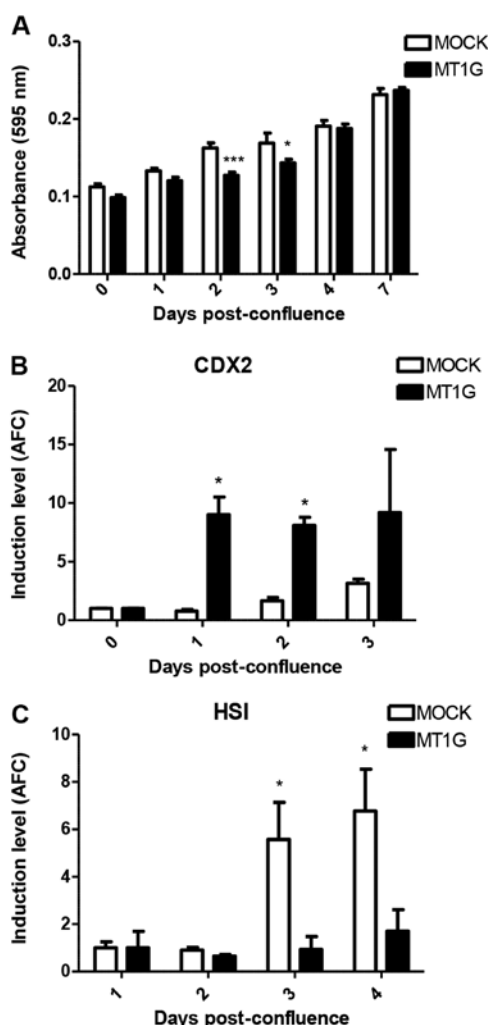 A
MOCK
MT1G
Absorbance (595 nm)
0.3
0.2
0.1
0.0
***
*
0 1 2 3 4 7
Days post-confluence
B
CDX2
MOCK
MT1G
Induction level (AFC)
20
15
10
5
0
* *
0 1 2 3
Days post-confluence
C
HSI
MOCK
MT1G
Induction level (AFC)
10
8
6
4
2
0
* *
1 2 3 4
Days post-confluence